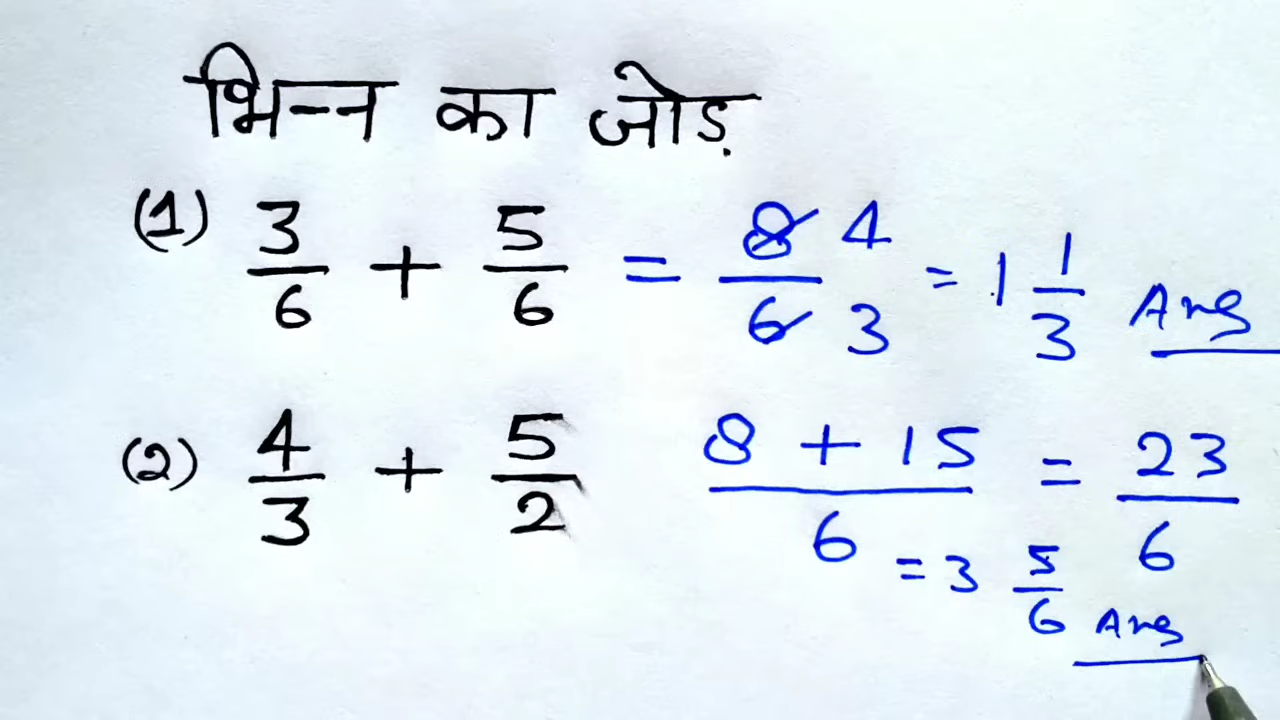 भिन्न का जोड़
(1) 3/6 + 5/6 = 8/6 4/3 = 1 1/3 Ans
(2) 4/3 + 5/2 8 + 15/6 = 23/6
= 3 5/6 Ans